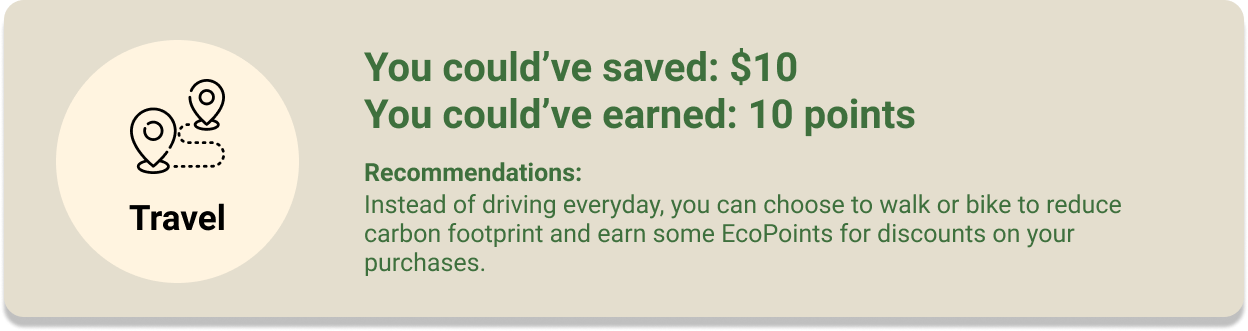 Travel
You could’ve saved: $10
You could’ve earned: 10 points
Recommendations:
Instead of driving everyday, you can choose to walk or bike to reduce
carbon footprint and earn some EcoPoints for discounts on your
purchases.